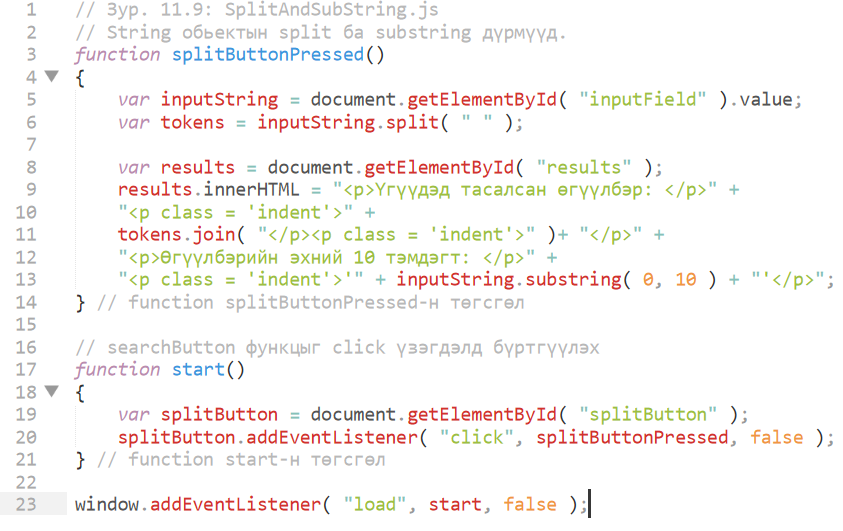 1 // Зур. 11.9: SplitAndSubString.js
2 // String обьектын split ба substring дүрмүүд.
3 function splitButtonPressed()
4 {
5 var inputString = document.getElementById( "inputField" ).value;
6 var tokens = inputString.split( " " );
7
8 var results = document.getElementById( "results" );
9 results.innerHTML = "<p>Үгүүдэд тасалсан өгүүлбэр: </p>" +
10 "<p class = 'indent'>" +
11 tokens.join( "</p><p class = 'indent'>" )+ "</p>" +
12 "<p>Өгүүлбэрийн эхний 10 тэмдэгт: </p>" +
13 "<p class = 'indent'>'" + inputString.substring( 0, 10 ) + "'</p>";
14 } // function splitButtonPressed-н төгсгөл
15
16 // searchButton функцыг click үзэгдэлд бүртгүүлэх
17 function start()
18 {
19 var splitButton = document.getElementById( "splitButton" );
20 splitButton.addEventListener( "click", splitButtonPressed, false );
21 } // function start-н төгсгөл
22
23 window.addEventListener( "load", start, false );